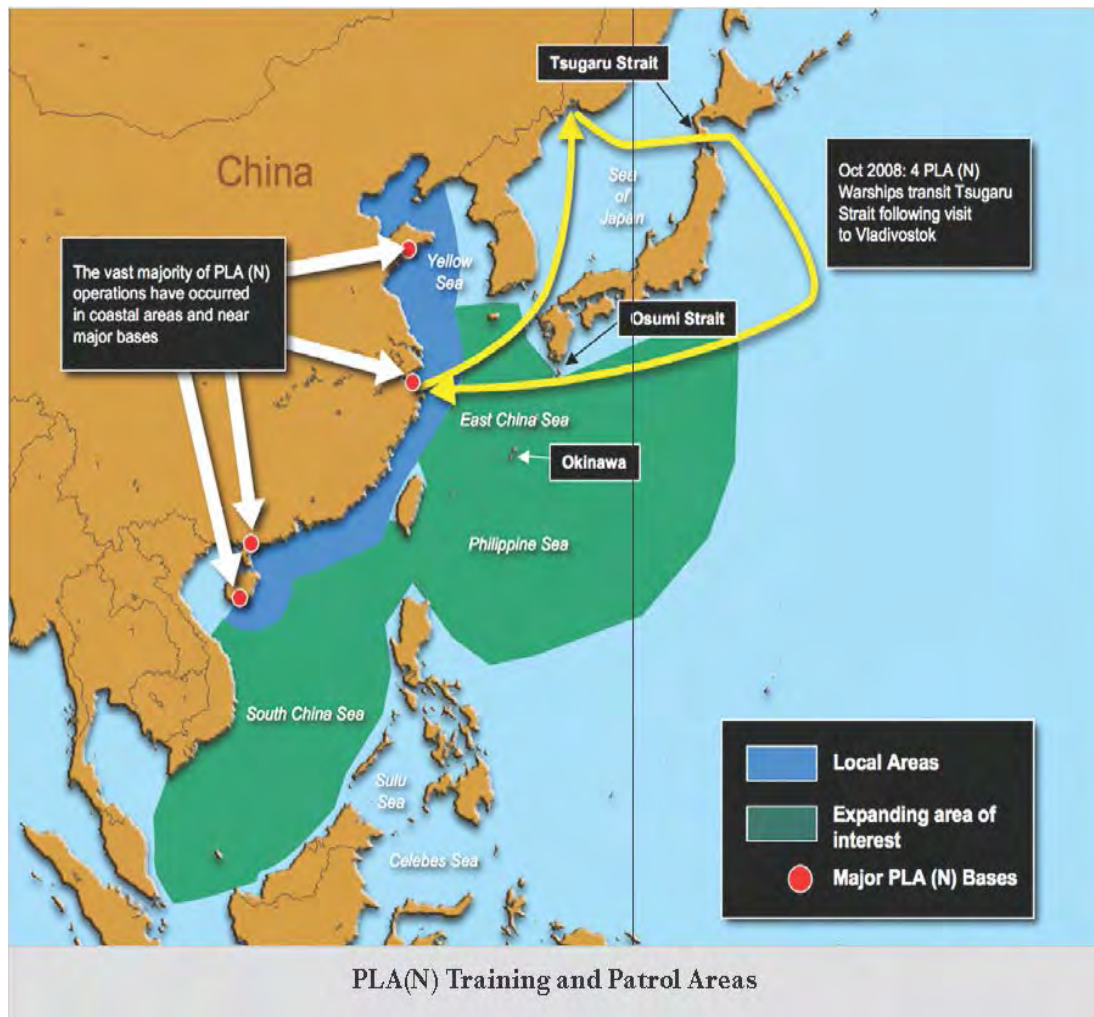 Tsugaru Strait
China
Sea
of
Japan
Oct 2008: 4 PLA (N)
Warships transit Tsugaru
Strait following visit
to Vladivostok
The vast majority of PLA (N)
operations have occurred
in coastal areas and near
major bases
Yellow
Sea
Osumi Strait
East China Sea
Okinawa
Philippine Sea
South China Sea
Sulu
Sea
Celebes Sea
Local Areas
Expanding area of
interest
Major PLA (N) Bases
PLA(N) Training and Patrol Areas